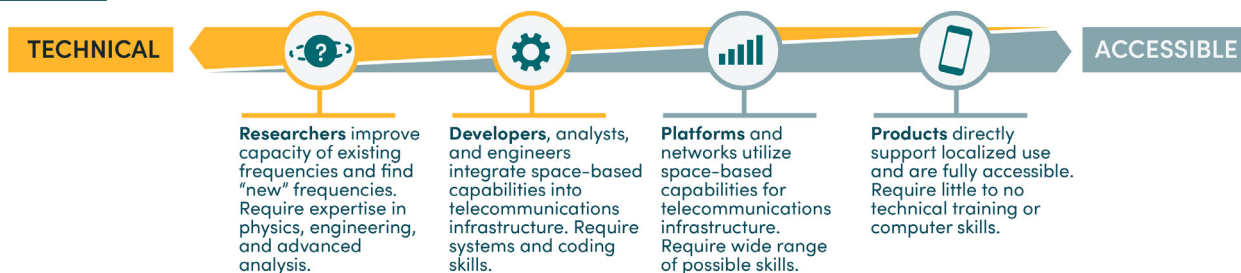 TECHNICAL
?
ACCESSIBLE
Researchers improve
capacity of existing
frequencies and find
“new” frequencies.
Require expertise in
physics, engineering,
and advanced
analysis.
Developers, analysts,
and engineers
integrate space-based
capabilities into
telecommunications
infrastructure. Require
systems and coding
skills.
Platforms and
networks utilize
space-based
capabilities for
telecommunications
infrastructure.
Require wide range
of possible skills.
Products directly
support localized use
and are fully accessible.
Require little to no
technical training or
computer skills.